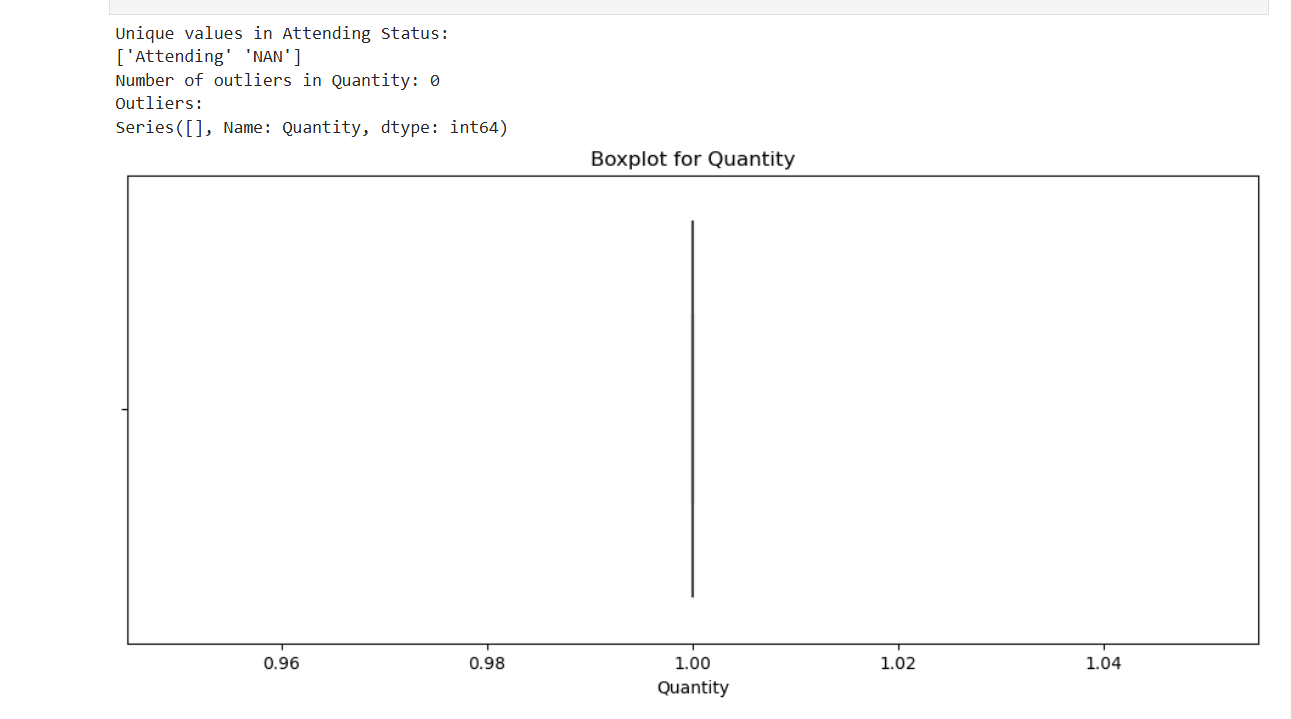 Unique values in Attending Status:
['Attending' 'NAN']
Number of outliers in Quantity: 0
Outliers:
Series([], Name: Quantity, dtype: int64)
Boxplot for Quantity
0.96 0.98 1.00 1.02 1.04
Quantity